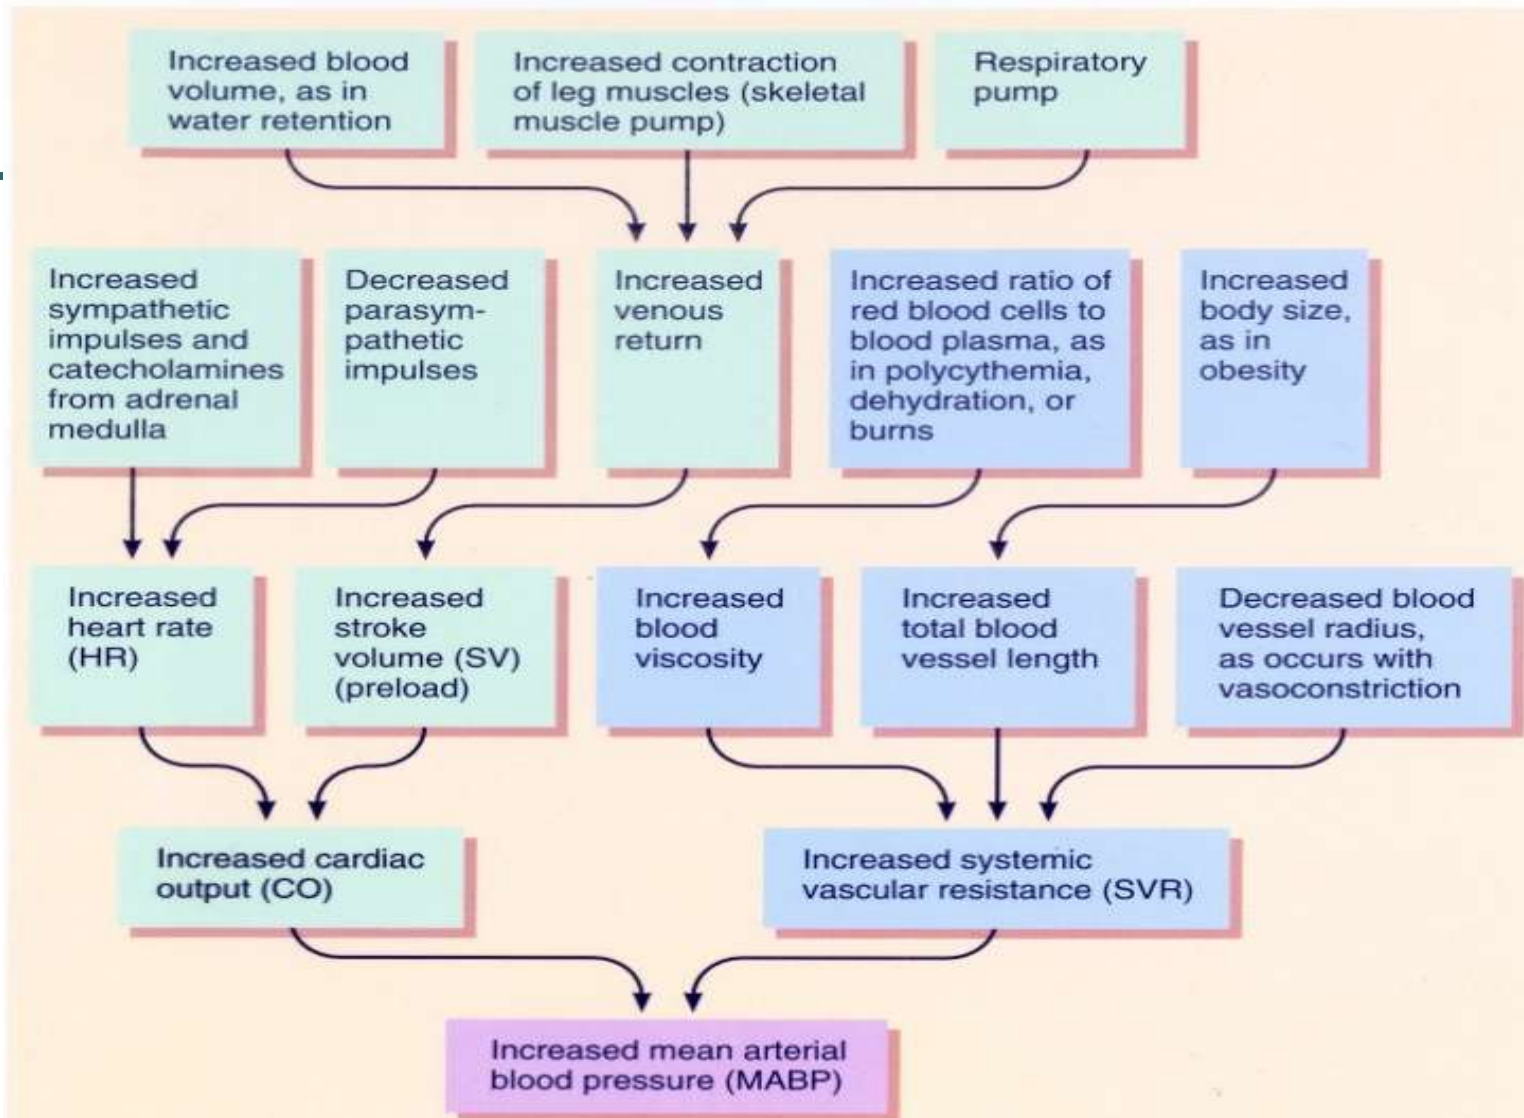 Increased blood
volume, as in
water retention
Increased contraction
of leg muscles (skeletal
muscle pump)
Respiratory
pump
Increased
sympathetic
impulses and
catecholamines
from adrenal
medulla
Decreased
parasym-
pathetic
impulses
Increased
venous
return
Increased ratio of
red blood cells to
blood plasma, as
in polycythemia,
dehydration, or
burns
Increased
body size,
as in
obesity
Increased
heart rate
(HR)
Increased
stroke
volume (SV)
(preload)
Increased
blood
viscosity
Increased
total blood
vessel length
Decreased blood
vessel radius,
as occurs with
vasoconstriction
Increased cardiac
output (CO)
Increased systemic
vascular resistance (SVR)
Increased mean arterial
blood pressure (MABP)